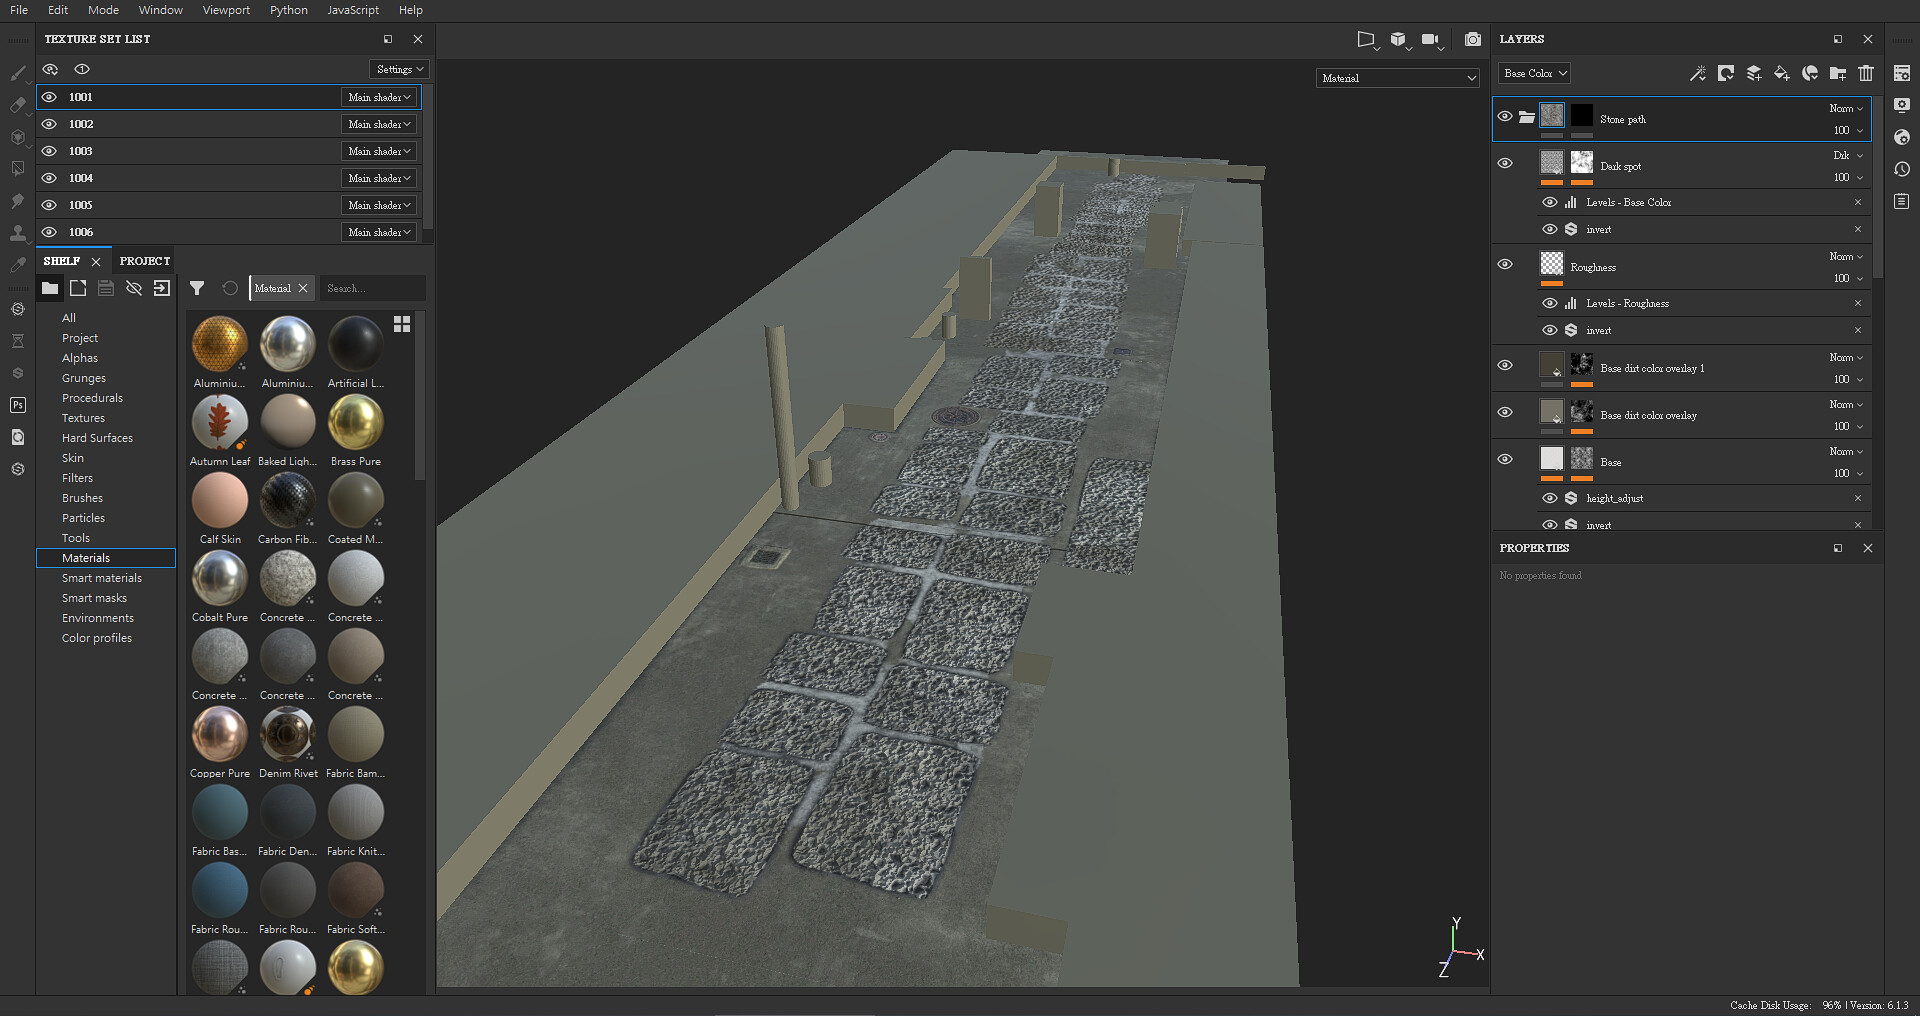 File Edit Mode Window Viewport Python JavaScript Help
TEXTURE SET LIST
Settings
1001 Main shader
1002 Main shader
1003 Main shader
1004 Main shader
1005 Main shader
1006 Main shader
SHELF PROJECT
Material Search...
All
Project
Alphas
Grunges
Procedurals
Textures
Hard Surfaces
Skin
Filters
Brushes
Particles
Tools
Materials
Smart materials
Smart masks
Environments
Color profiles
Aluminiu... Aluminiu... Artificial L...
Autumn Leaf Baked Ligh... Brass Pure
Calf Skin Carbon Fib... Coated M...
Cobalt Pure Concrete ... Concrete ...
Concrete ... Concrete ... Concrete ...
Copper Pure Denim Rivet Fabric Bam...
Fabric Bas... Fabric Den... Fabric Knit...
Fabric Rou... Fabric Rou... Fabric Soft...
Ps
Material
Y
X
Z
LAYERS
Base Color
Stone path Norm
100
Dark spot Drk
100
Levels - Base Color
invert
Roughness Norm
100
Levels - Roughness
invert
Base dirt color overlay 1 Norm
100
Base dirt color overlay Norm
100
Base Norm
100
height_adjust
invert
PROPERTIES
No properties found
Cache Disk Usage: 96% | Version: 6.1.3